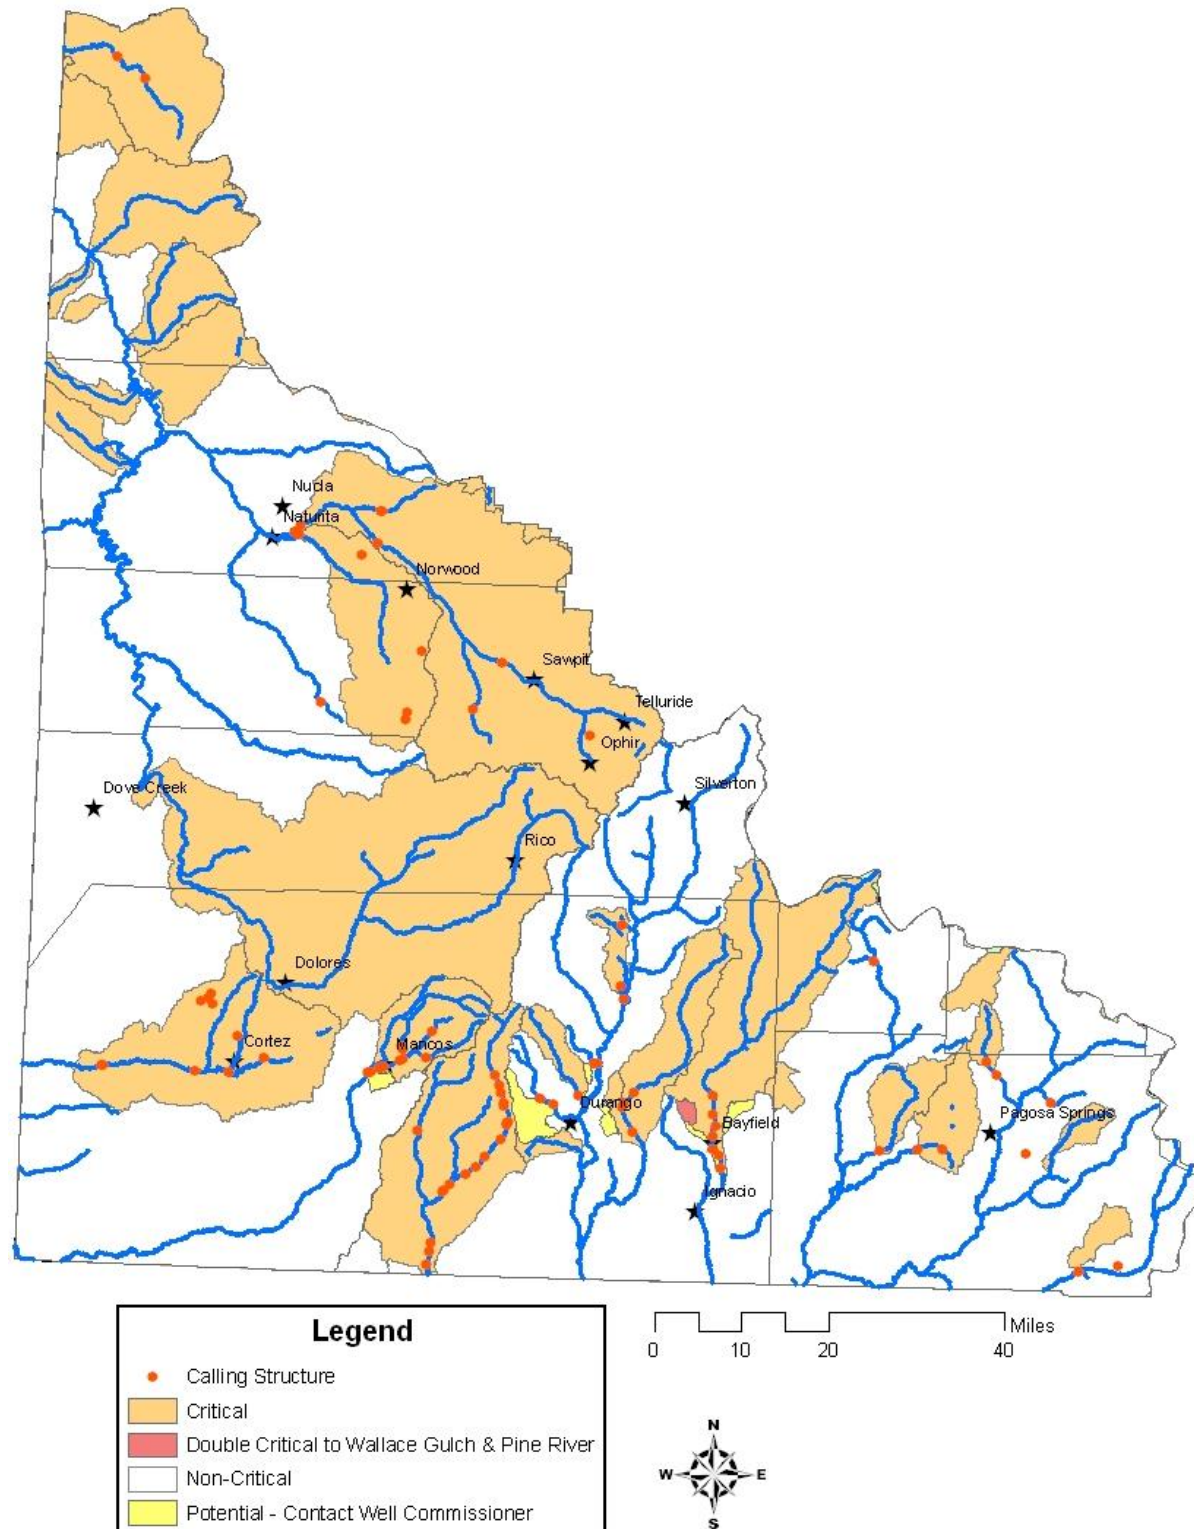 Nucla
Naturita
Norwood
Sawpit
Telluride
Ophir
Silverton
Dove Creek
Rico
Dolores
Cortez
Mancos
Durango
Bayfield
Pagosa Springs
Ignacio
Legend
Calling Structure
Critical
Double Critical to Wallace Gulch & Pine River
Non-Critical
Potential - Contact Well Commissioner
Miles
0 10 20 40
N
W E
S